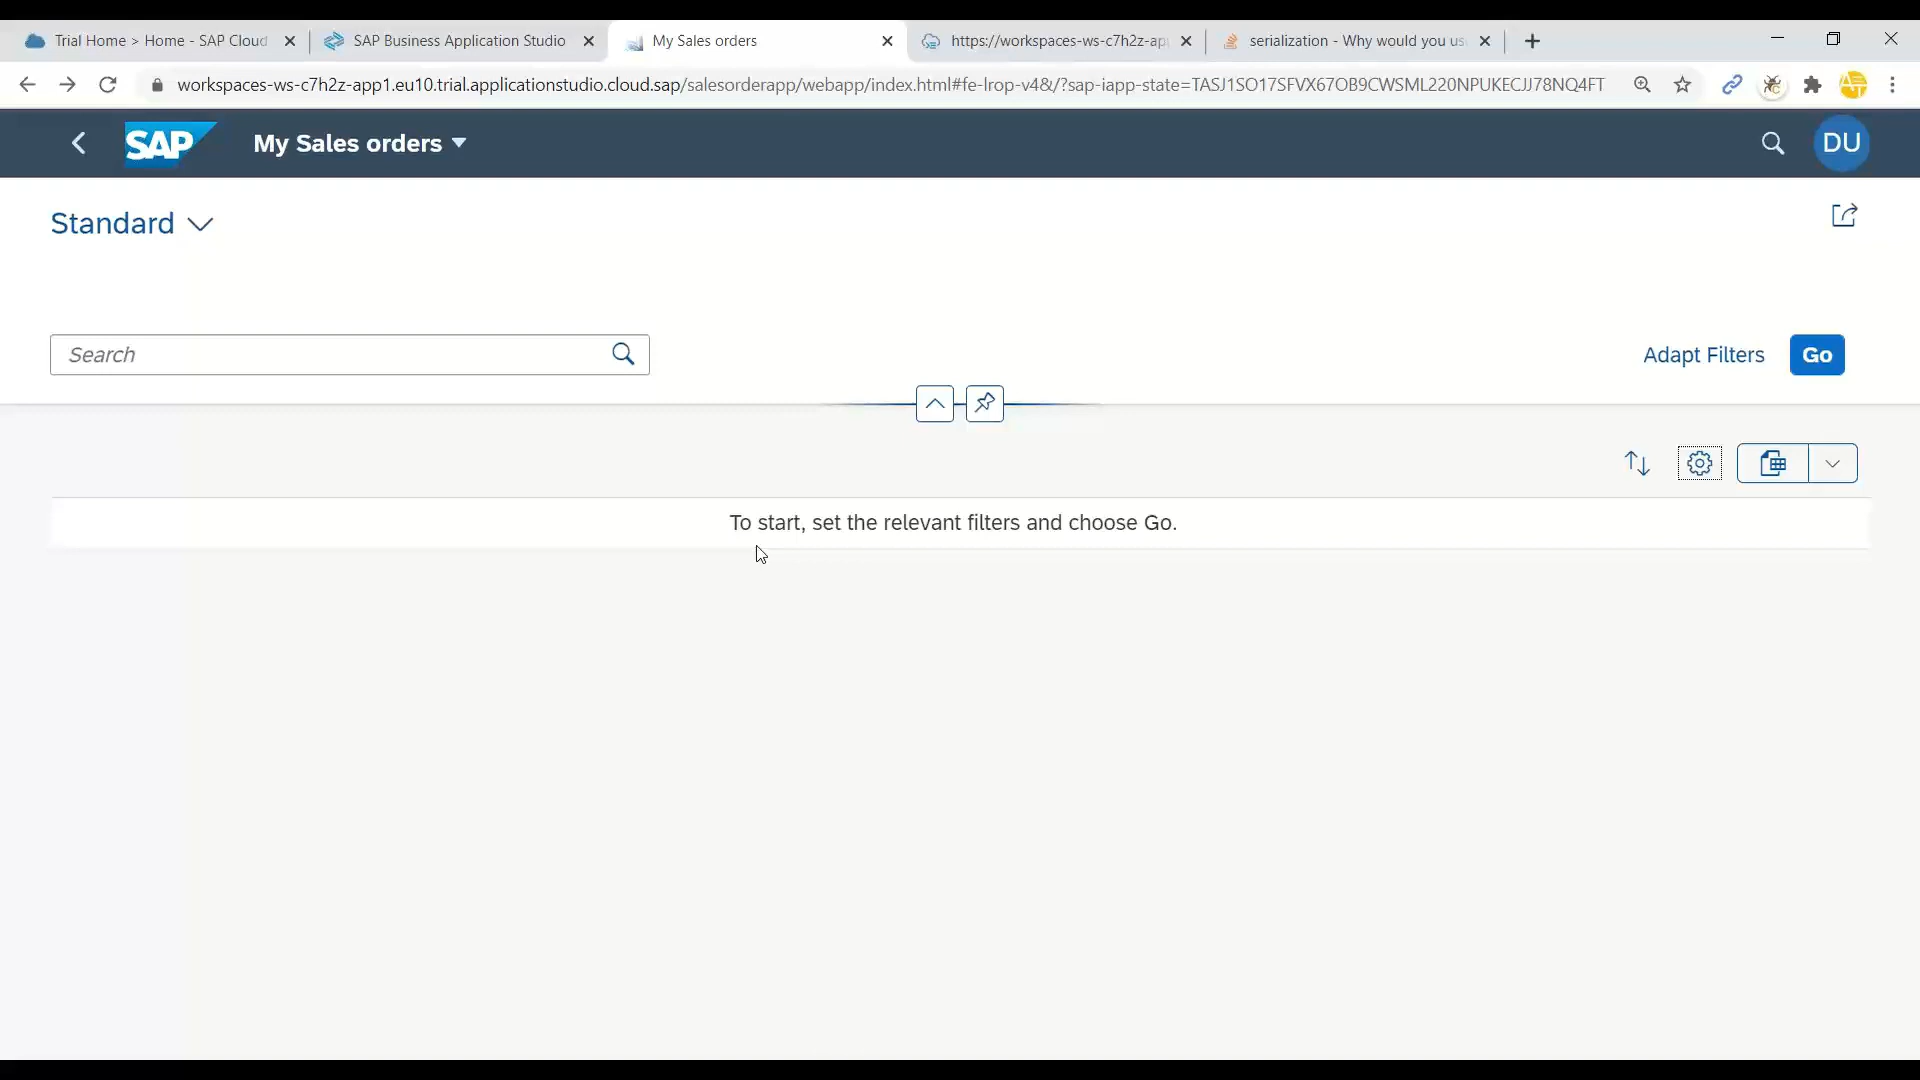 Trial Home > Home - SAP Cloud
SAP Business Application Studio
My Sales orders
https://workspaces-ws-c7h2z-ap
serialization - Why would you us
workspaces-ws-c7h2z-app1.eu10.trial.applicationstudio.cloud.sap/salesorderapp/webapp/index.html#fe-lrop-v4&/?sap-iapp-state=TASJ1SO17SFVX67OB9CWSML220NPUKECJJ78NQ4FT
SAP
My Sales orders
DU
Standard
Search
Adapt Filters
Go
To start, set the relevant filters and choose Go.